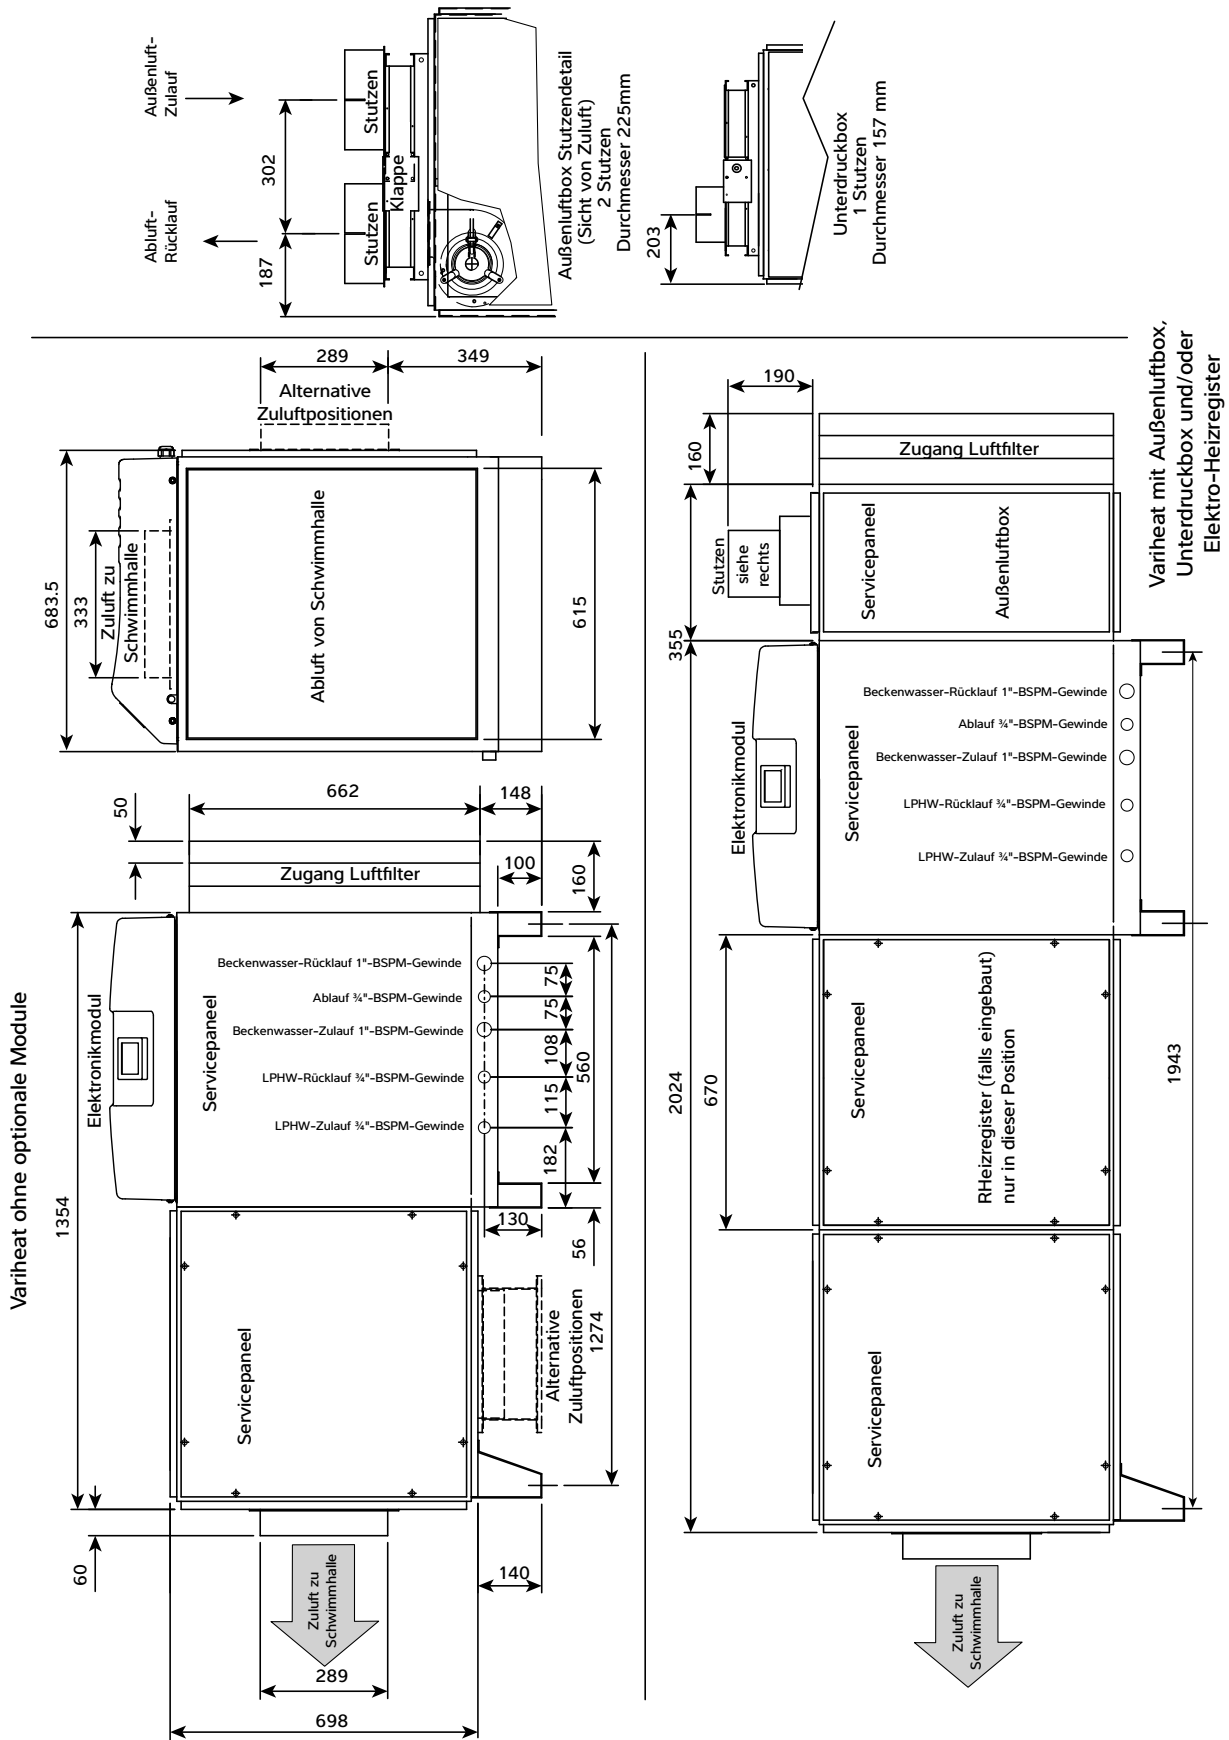 Variheat ohne optionale Module
1354
60
Elektronikmodul
Servicepaneel
Servicepaneel
Beckenwasser-Rücklauf 1"-BSPM-Gewinde
Ablauf ¾"-BSPM-Gewinde
Beckenwasser-Zulauf 1"-BSPM-Gewinde
LPHW-Rücklauf ¾"-BSPM-Gewinde
LPHW-Zulauf ¾"-BSPM-Gewinde
Zugang Luftfilter
50
662
148
100
160
75
75
108
115
182
560
130
56
1274
Alternative
Zuluftpositionen
140
Zuluft zu
Schwimmhalle
289
698
683.5
333
Zuluft zu
Schwimmhalle
Abluft von Schwimmhalle
615
289
349
Alternative
Zuluftpositionen
Außenluft-
Zulauf
Abluft-
Rücklauf
302
187
Stutzen
Stutzen
Klappe
Außenluftbox Stutzendetail
(Sicht von Zuluft)
2 Stutzen
Durchmesser 225mm
203
Unterdruckbox
1 Stutzen
Durchmesser 157 mm
Variheat mit Außenluftbox,
Unterdruckbox und/oder
Elektro-Heizregister
190
160
355
2024
670
1943
Stutzen
siehe
rechts
Zugang Luftfilter
Servicepaneel
Außenluftbox
Elektronikmodul
Servicepaneel
Beckenwasser-Rücklauf 1"-BSPM-Gewinde
Ablauf ¾"-BSPM-Gewinde
Beckenwasser-Zulauf 1"-BSPM-Gewinde
LPHW-Rücklauf ¾"-BSPM-Gewinde
LPHW-Zulauf ¾"-BSPM-Gewinde
Servicepaneel
RHeizregister (falls eingebaut)
nur in dieser Position
Servicepaneel
Zuluft zu
Schwimmhalle